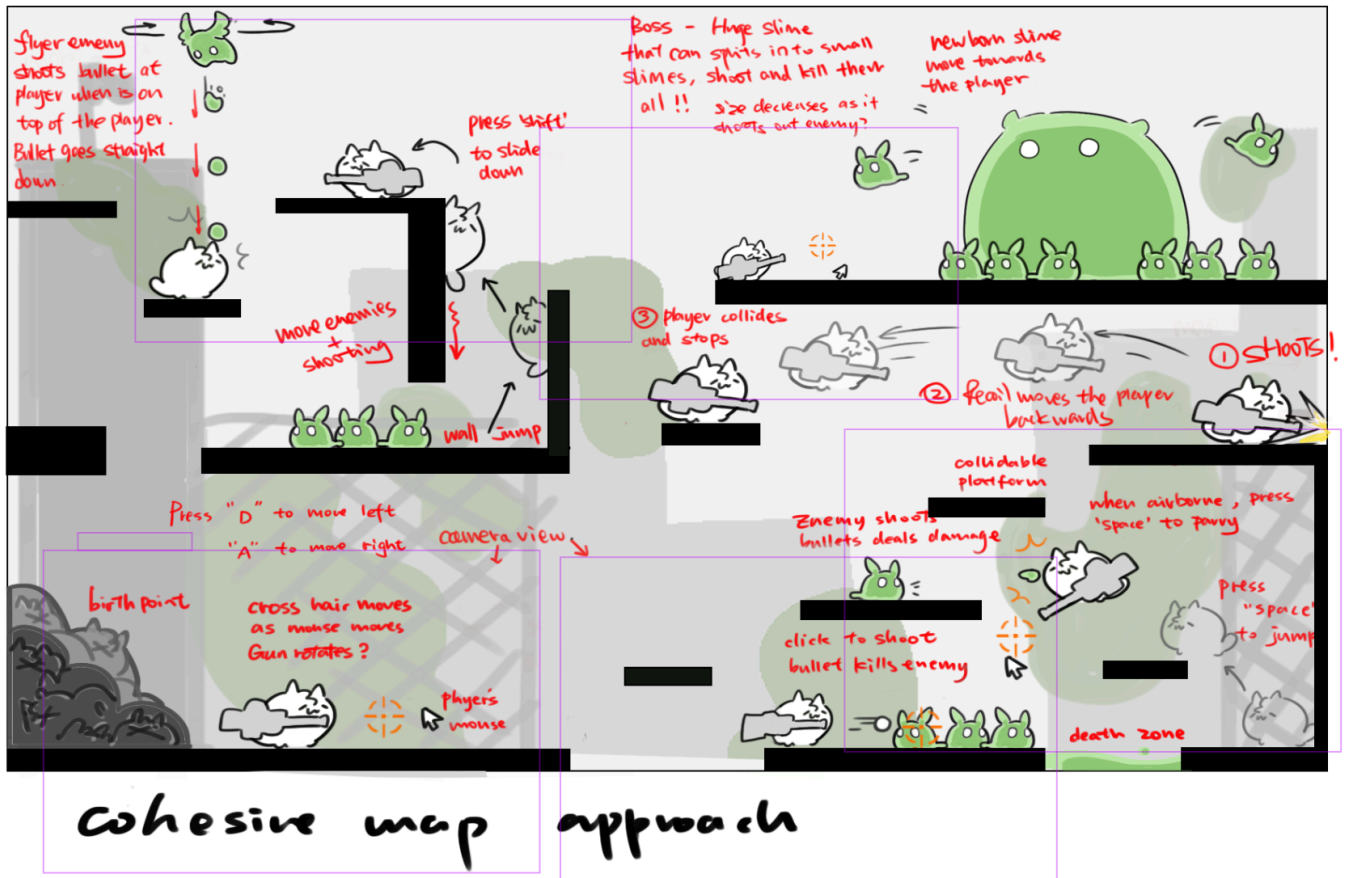 flyer emeny
shoots bullet at
player when is on
top of the player.
Bullet goes straight
down.
press 'shift'
to slide
down
Boss - Huge slime
that can spits in to small
slimes, shoot and kill them
all !!
size decreases as it
shoots out enemy?
newborn slime
move towards
the player
more enemies
+
shooting
wall jump
③ player collides
and stops
① SHOOTS!
② Recoil moves the player
backwards
collidable
platform
when airborne, press
'space' to parry
Enemy shoots
bullets deals damage
press
"space"
to jump
Press "D" to move left
"A" to move right
camera view
birth point
cross hair moves
as mouse moves
Gun rotates?
player's
mouse
click to shoot
bullet kills enemy
death zone
cohesive map approach